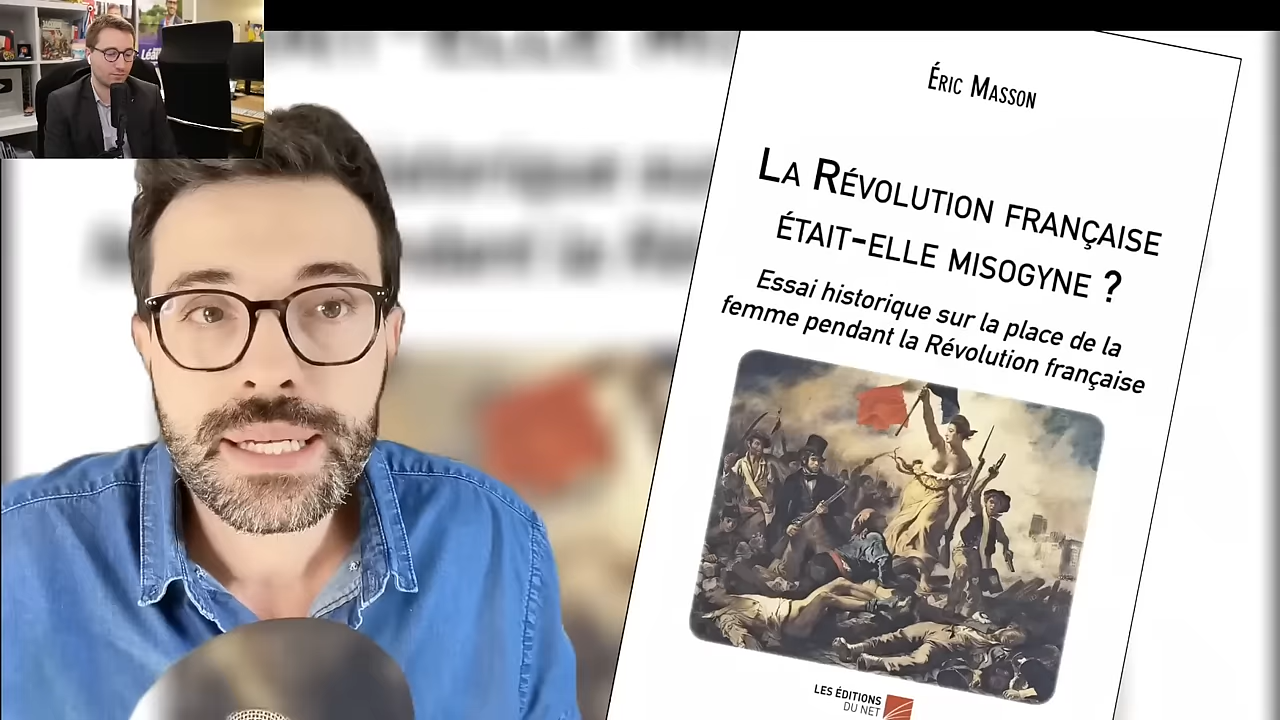 Éric Masson
La Révolution française
était-elle misogyne ?
Essai historique sur la place de la
femme pendant la Révolution française
LES ÉDITIONS
DU NET